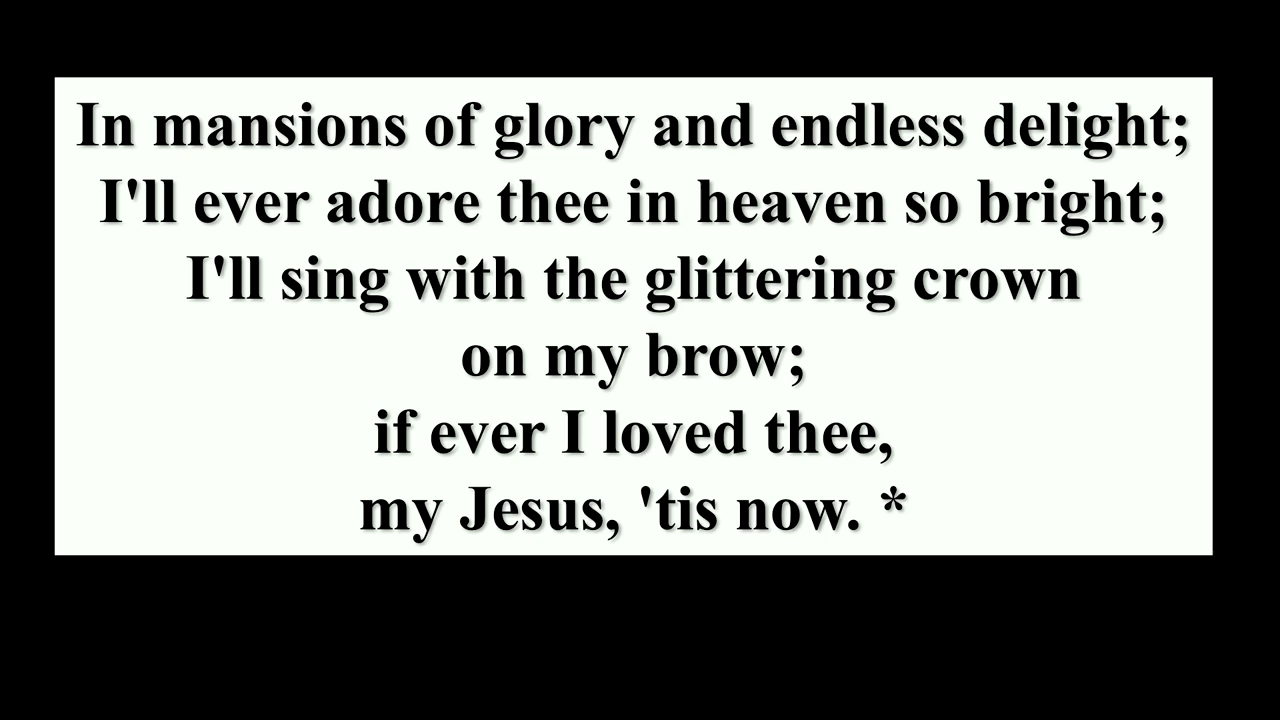 In mansions of glory and endless delight;
I'll ever adore thee in heaven so bright;
I'll sing with the glittering crown
on my brow;
if ever I loved thee,
my Jesus, 'tis now. *